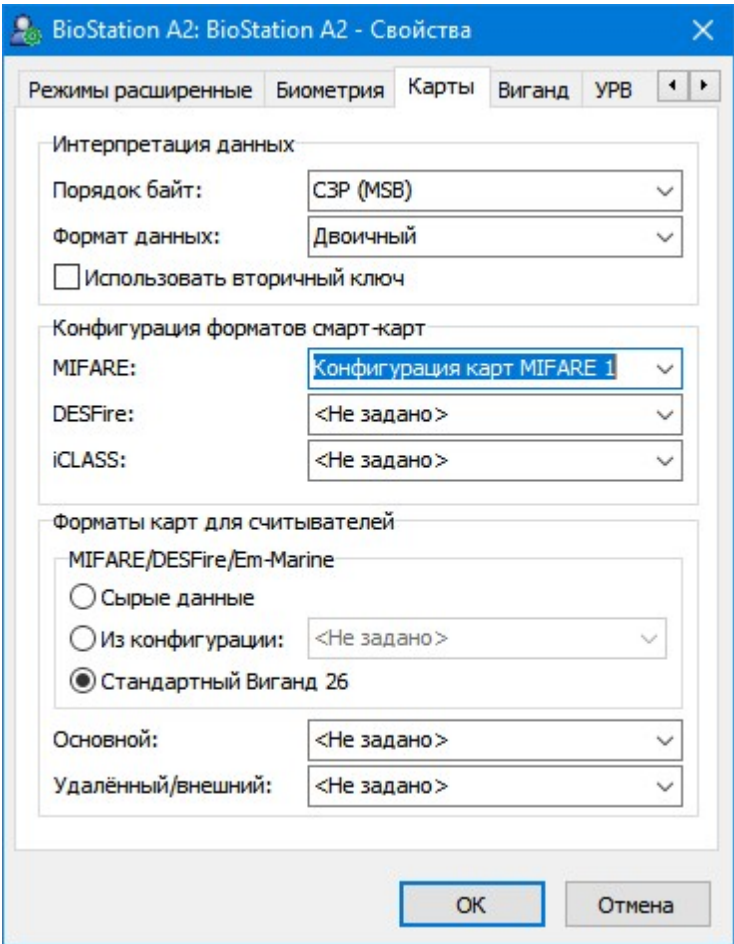 BioStation A2: BioStation A2 - Свойства
Режимы расширенные Биометрия Карты Виганд УРВ
Интерпретация данных
Порядок байт: СЗР (MSB)
Формат данных: Двоичный
Использовать вторичный ключ
Конфигурация форматов смарт-карт
MIFARE: Конфигурация карт MIFARE 1
DESFire: <Не задано>
iCLASS: <Не задано>
Форматы карт для считывателей
MIFARE/DESFire/Em-Marine
Сырые данные
Из конфигурации: <Не задано>
Стандартный Виганд 26
Основной: <Не задано>
Удалённый/внешний: <Не задано>
ОК Отмена